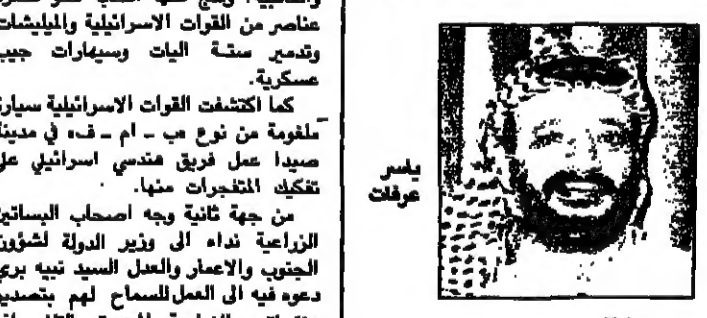 عناصر من القوات الاسرائيلية والميليشات
وتدمير ستة اليات وسيهارات جيب
عسكرية.
كما اكتشفت القوات الاسرائيلية سيارة
ملغومة من نوع «ب ـ ام ـ ف» في مدينة
صيدا عمل فريق هندسي اسرائيلي على
تفكيك المتفجرات منها.
من جهة ثانية وجه اصحاب البساتين
الزراعية نداء الى وزير الدولة لشؤون
الجنوب والاعمار والعدل السيد نبيه بري
دعوه فيه الى العمل للسماح لهم بتصدير
ياسر
عرفات